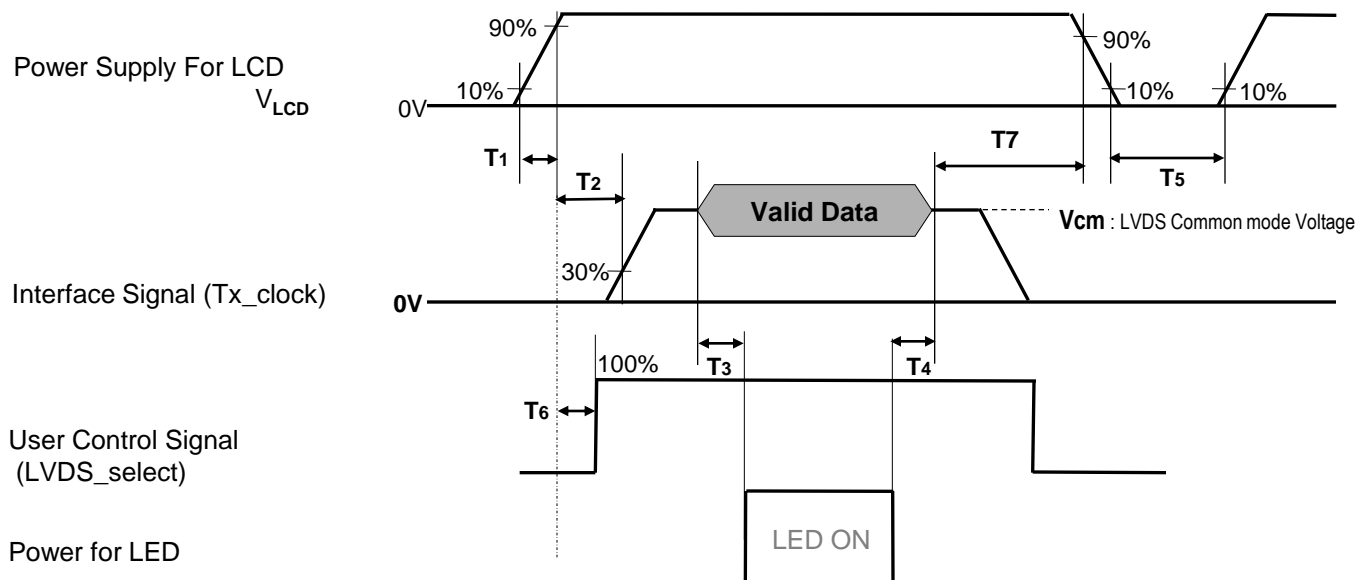 90%
90%
Power Supply For LCD
VLCD
10%
10%
10%
0V
T1
T2
T7
T5
Valid Data
Vcm : LVDS Common mode Voltage
30%
Interface Signal (Tx_clock)
0V
T3
T4
100%
T6
User Control Signal
(LVDS_select)
LED ON
Power for LED